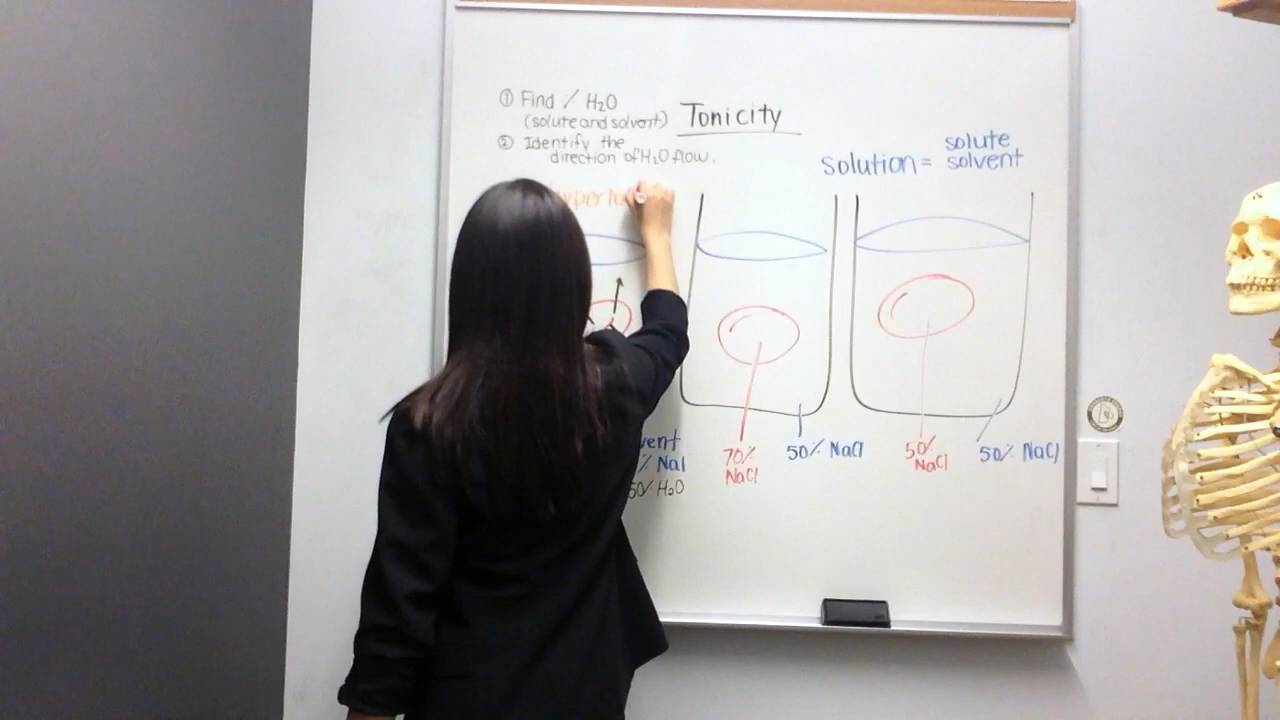 ① Find % H₂O
(solute and solvent)
② Identify the
direction of H₂O flow.
Tonicity
solution = solute
solvent
% NaI
50% H₂O
70%
NaCl
50% NaCl
50%
NaCl
50% NaCl